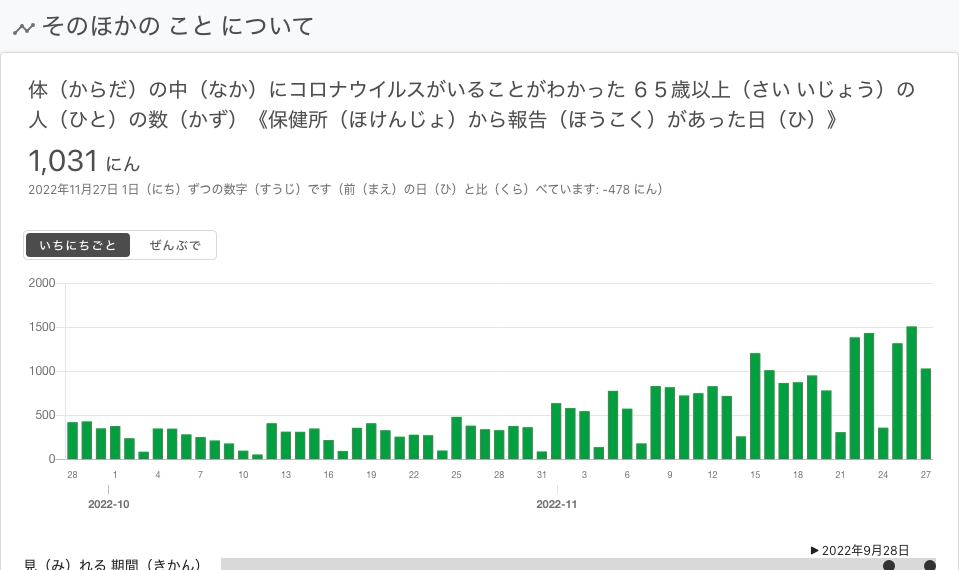 そのほかの こと について
体（からだ）の中（なか）にコロナウイルスがいることがわかった ６５歳以上（さい いじょう）の
人（ひと）の数（かず）《保健所（ほけんじょ）から報告（ほうこく）があった日（ひ）》
1,031 にん
2022年11月27日 1日（にち）ずつの数字（すうじ）です（前（まえ）の日（ひ）と比（くら）べています: -478 にん）
いちにちごと ぜんぶで
2000
1500
1000
500
0
28 1 4 7 10 13 16 19 22 25 28 31 3 6 9 12 15 18 21 24 27
2022-10 2022-11
▶ 2022年9月28日
見（み）れる 期間（きかん）